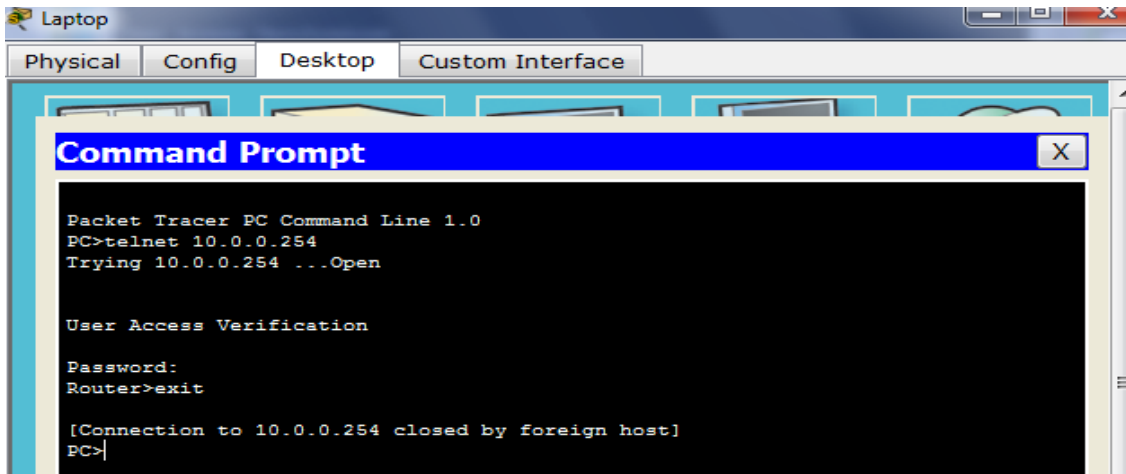 Laptop
Physical Config Desktop Custom Interface
Command Prompt
X
Packet Tracer PC Command Line 1.0
PC>telnet 10.0.0.254
Trying 10.0.0.254 ...Open
User Access Verification
Password:
Router>exit
[Connection to 10.0.0.254 closed by foreign host]
PC>